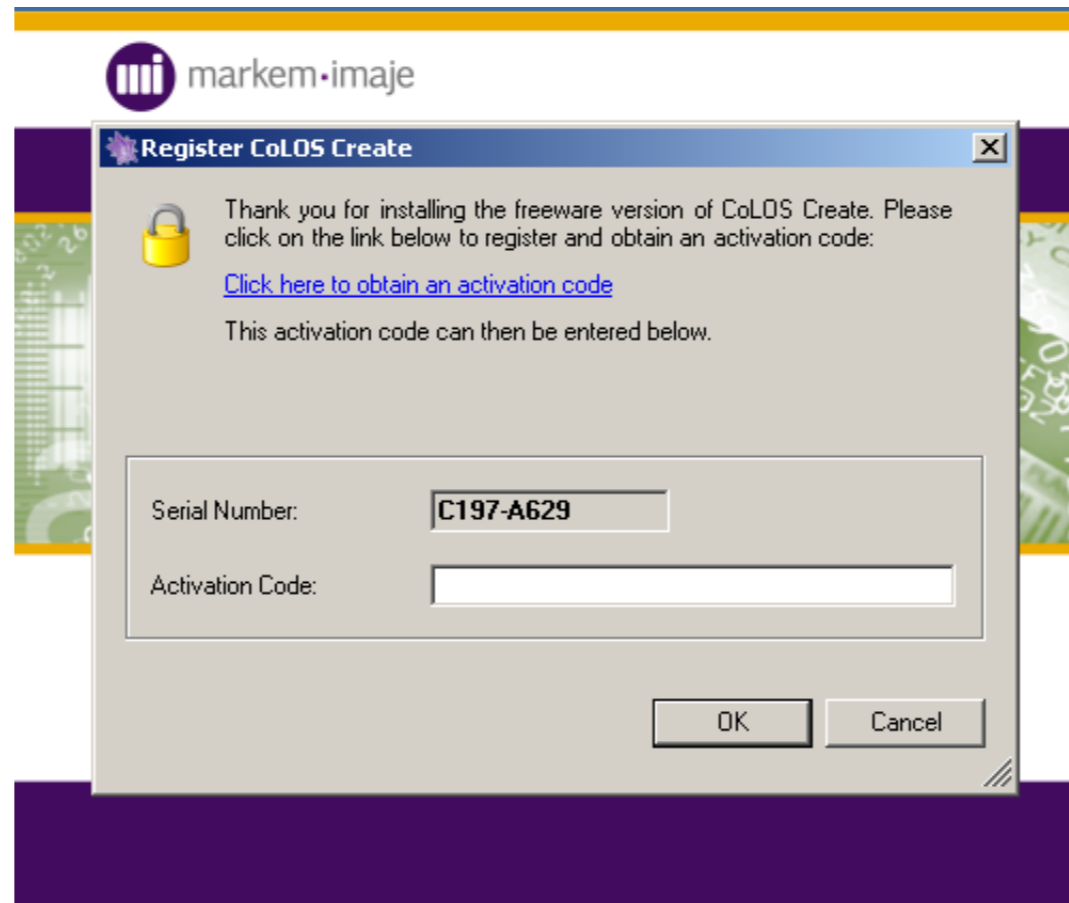 markem·imaje
Register CoLOS Create
Thank you for installing the freeware version of CoLOS Create. Please
click on the link below to register and obtain an activation code:
Click here to obtain an activation code
This activation code can then be entered below.
Serial Number:
C197-A629
Activation Code:
OK
Cancel